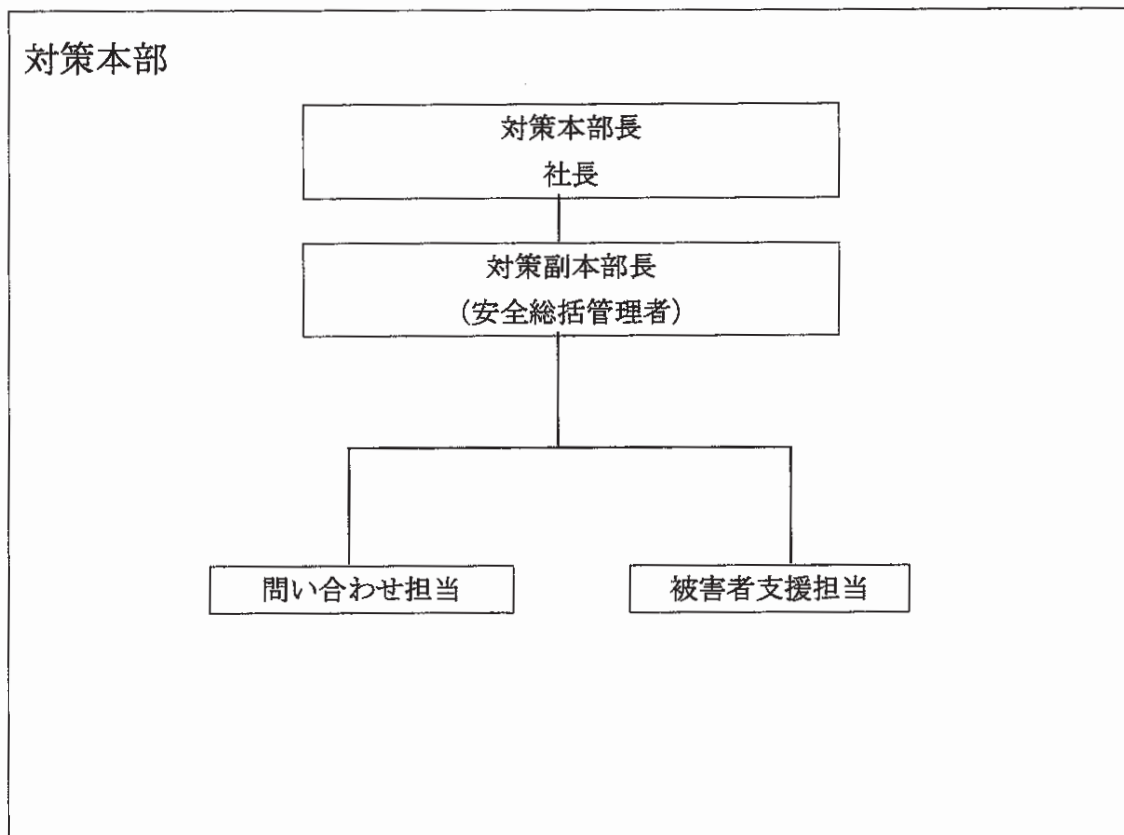 対策本部
対策本部長
社長
対策副本部長
(安全総括管理者)
問い合わせ担当
被害者支援担当